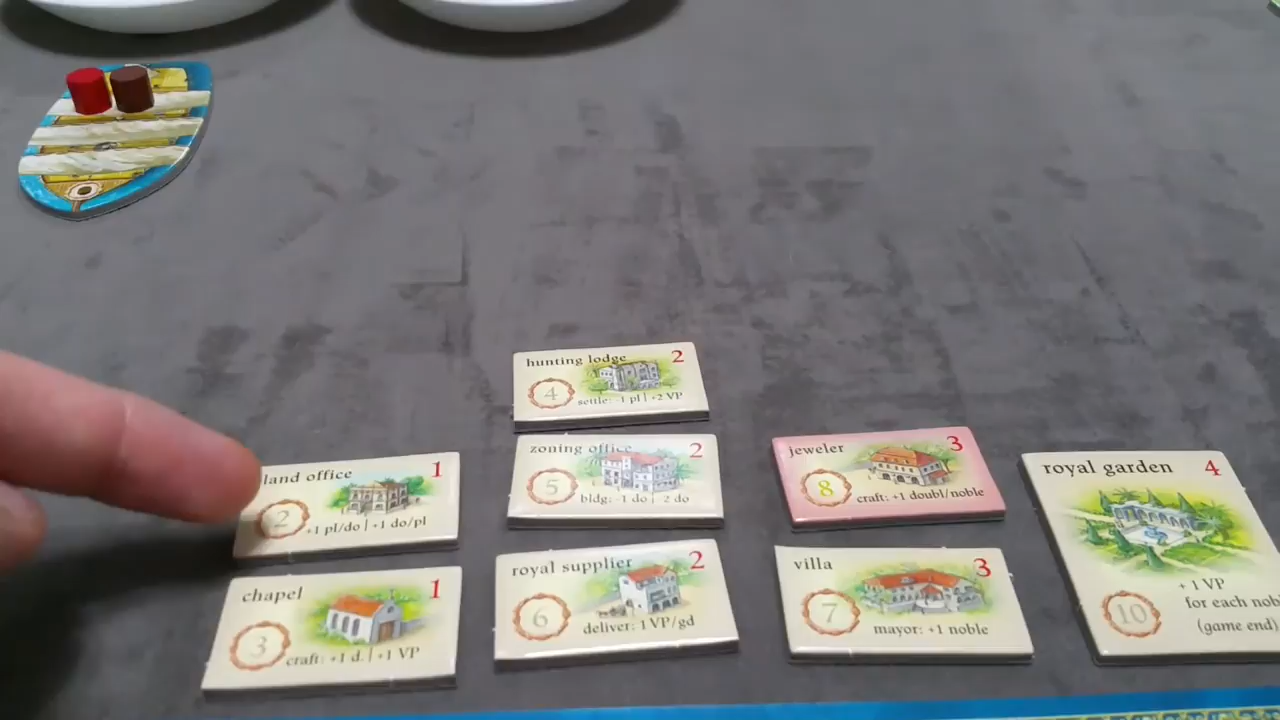 hunting lodge 2
4 settle: -1 pl | +2 VP
land office 1
2 +1 pl/do | +1 do/pl
zoning office 2
5 bldg: -1 do | -2 do
jeweler 3
8 craft: +1 doubl/noble
royal garden 4
+1 VP
for each nob
10 (game end)
chapel 1
3 craft: +1 d. | +1 VP
royal supplier 2
6 deliver: 1 VP/gd
villa 3
7 mayor: +1 noble